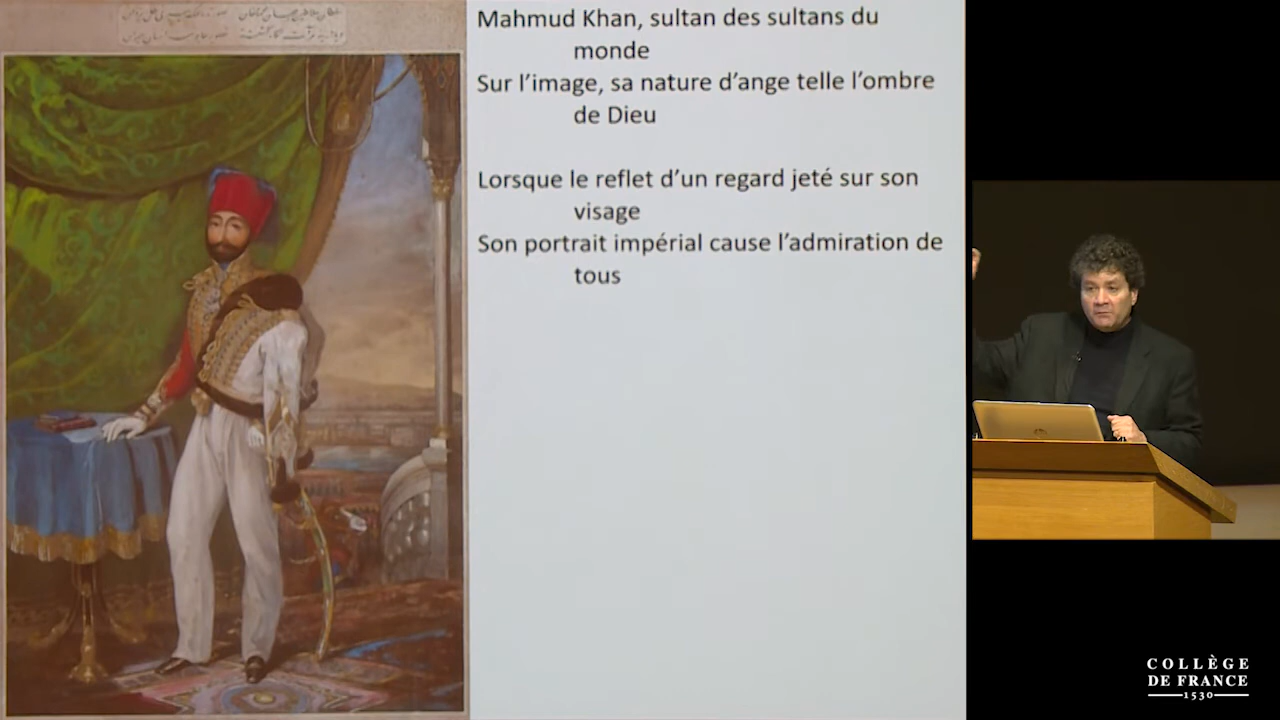 Mahmud Khan, sultan des sultans du
monde
Sur l’image, sa nature d’ange telle l’ombre
de Dieu
Lorsque le reflet d’un regard jeté sur son
visage
Son portrait impérial cause l’admiration de
tous
COLLÈGE
DE FRANCE
1530